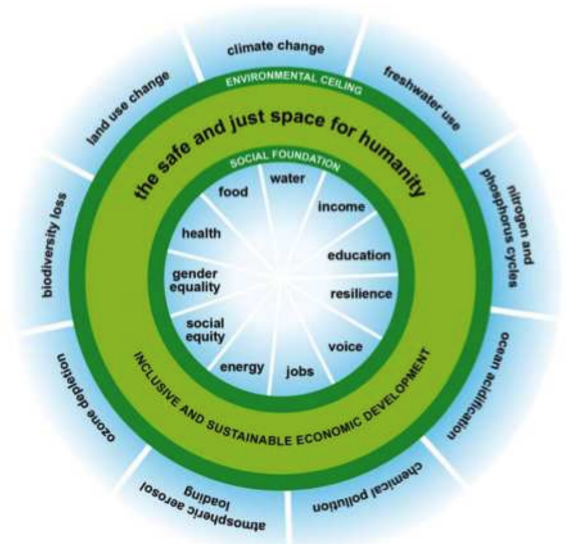 climate change
freshwater use
nitrogen and
phosphorus cycles
ocean acidification
chemical pollution
atmospheric aerosol
loading
ozone depletion
biodiversity loss
land use change
ENVIRONMENTAL CEILING
the safe and just space for humanity
SOCIAL FOUNDATION
water
income
education
resilience
voice
jobs
energy
social
equity
gender
equality
health
food
INCLUSIVE AND SUSTAINABLE ECONOMIC DEVELOPMENT